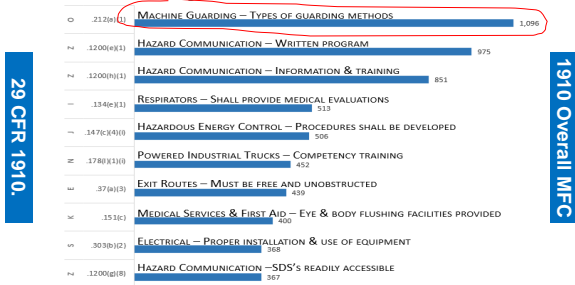 29 CFR 1910.
1910 Overall MFC
O .212(a)(1) MACHINE GUARDING – TYPES OF GUARDING METHODS 1,096
Z .1200(e)(1) HAZARD COMMUNICATION – WRITTEN PROGRAM 975
Z .1200(h)(1) HAZARD COMMUNICATION – INFORMATION & TRAINING 851
I .134(e)(1) RESPIRATORS – SHALL PROVIDE MEDICAL EVALUATIONS 513
J .147(c)(4)(i) HAZARDOUS ENERGY CONTROL – PROCEDURES SHALL BE DEVELOPED 506
N .178(l)(1)(i) POWERED INDUSTRIAL TRUCKS – COMPETENCY TRAINING 452
E .37(a)(3) EXIT ROUTES – MUST BE FREE AND UNOBSTRUCTED 439
K .151(c) MEDICAL SERVICES & FIRST AID – EYE & BODY FLUSHING FACILITIES PROVIDED 400
S .303(b)(2) ELECTRICAL – PROPER INSTALLATION & USE OF EQUIPMENT 368
Z .1200(g)(8) HAZARD COMMUNICATION –SDS'S READILY ACCESSIBLE 367